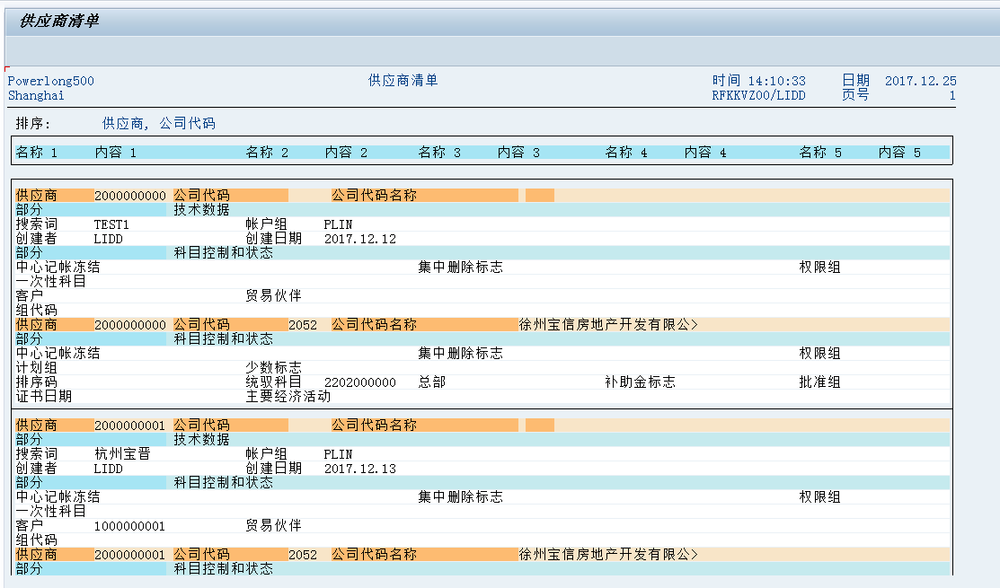 供应商清单
Powerlong500 供应商清单 时间 14:10:33 日期 2017.12.25
Shanghai RFKKVZ00/LIDD 页号 1
排序: 供应商, 公司代码
名称 1 内容 1 名称 2 内容 2 名称 3 内容 3 名称 4 内容 4 名称 5 内容 5
供应商 2000000000 公司代码 公司代码名称
部分 技术数据
搜索词 TEST1 帐户组 PLIN
创建者 LIDD 创建日期 2017.12.12
部分 科目控制和状态
中心记帐冻结 集中删除标志 权限组
一次性科目
客户 贸易伙伴
组代码
供应商 2000000000 公司代码 2052 公司代码名称 徐州宝信房地产开发有限公>
部分 科目控制和状态
中心记帐冻结 集中删除标志 权限组
计划组 少数标志
排序码 统驭科目 2202000000 总部 补助金标志 批准组
证书日期 主要经济活动
供应商 2000000001 公司代码 公司代码名称
部分 技术数据
搜索词 杭州宝晋 帐户组 PLIN
创建者 LIDD 创建日期 2017.12.13
部分 科目控制和状态
中心记帐冻结 集中删除标志 权限组
一次性科目
客户 1000000001 贸易伙伴
组代码
供应商 2000000001 公司代码 2052 公司代码名称 徐州宝信房地产开发有限公>
部分 科目控制和状态